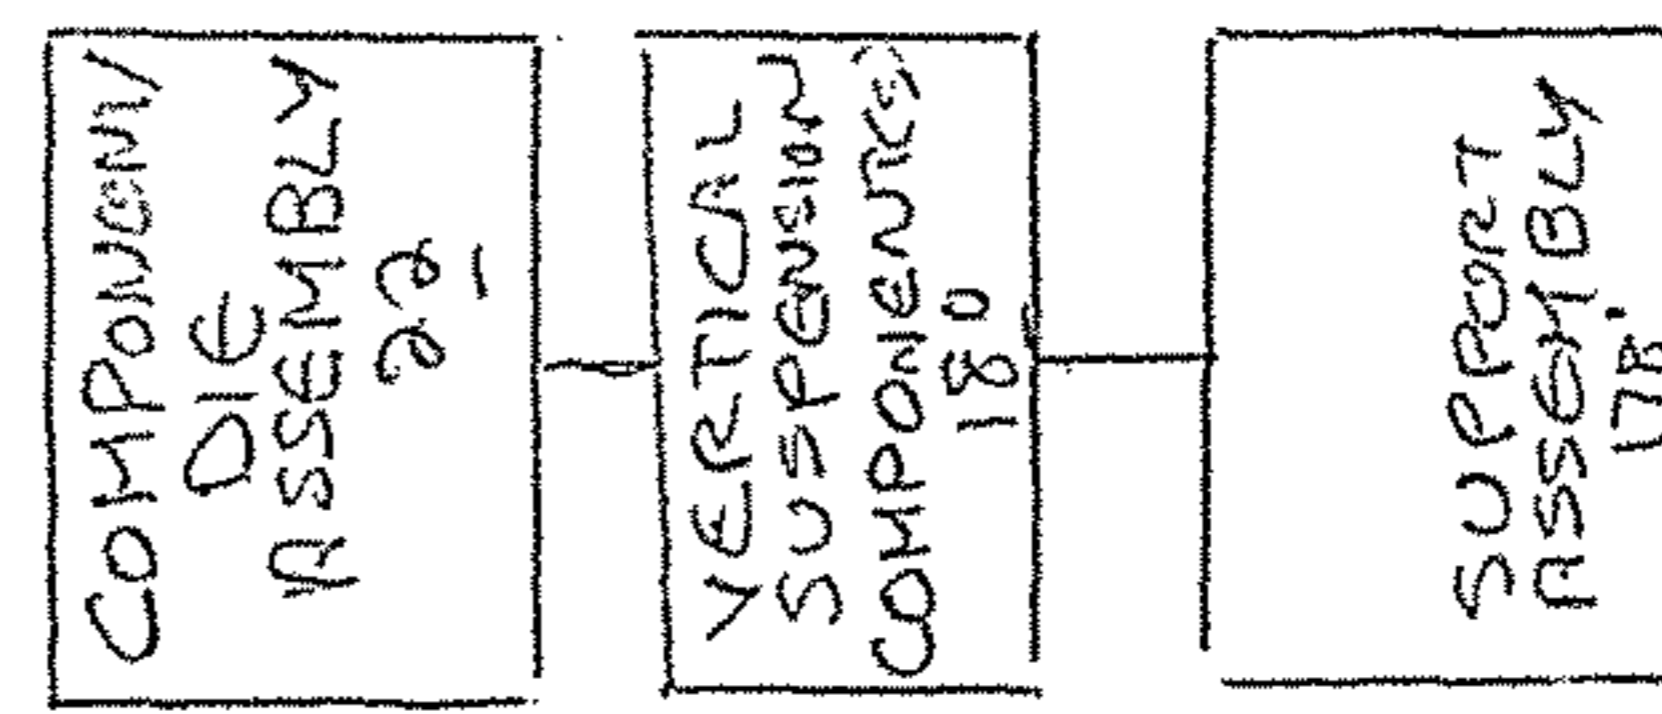 COMPONENT/
DIE
ASSEMBLY
22
VERTICAL
SUSPENSION
COMPONENT(S)
180
SUPPORT
ASSEMBLY
178